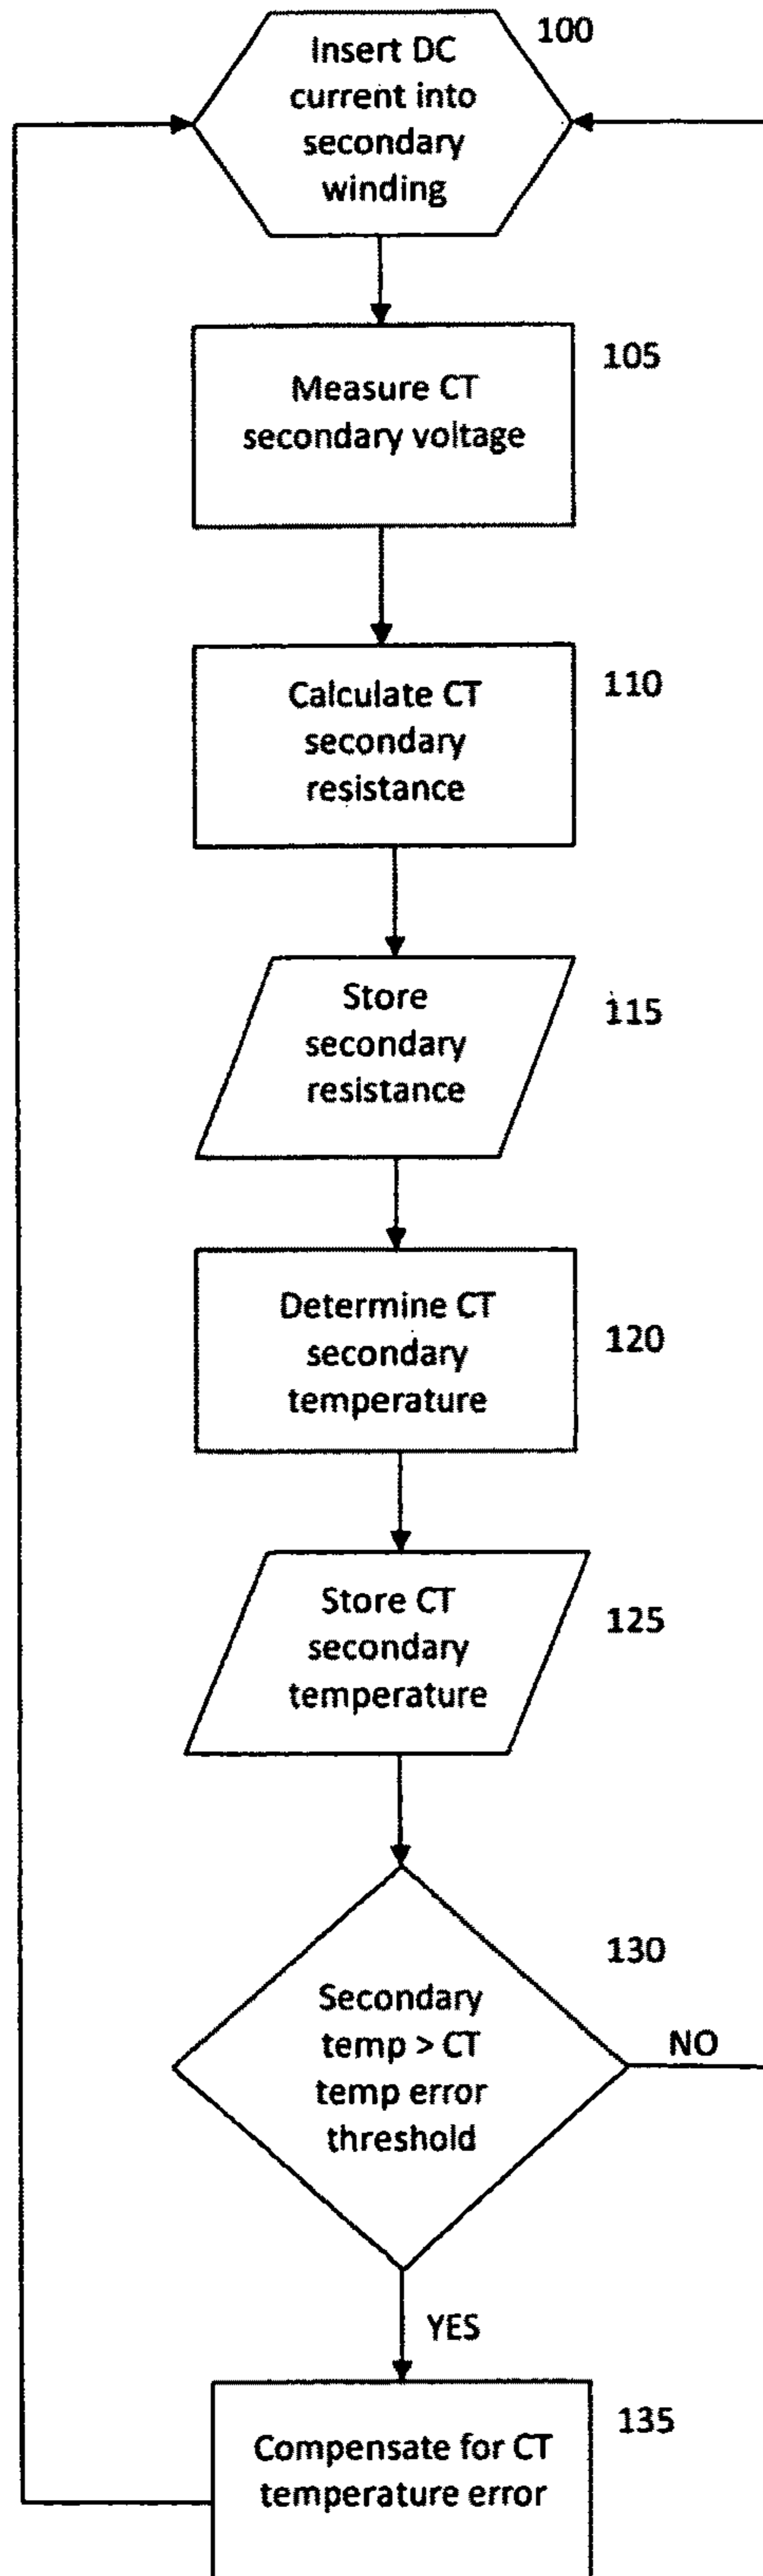 100
Insert DC
current into
secondary
winding
105
Measure CT
secondary voltage
110
Calculate CT
secondary
resistance
115
Store
secondary
resistance
120
Determine CT
secondary
temperature
125
Store CT
secondary
temperature
130
Secondary
temp > CT
temp error
threshold
NO
YES
135
Compensate for CT
temperature error